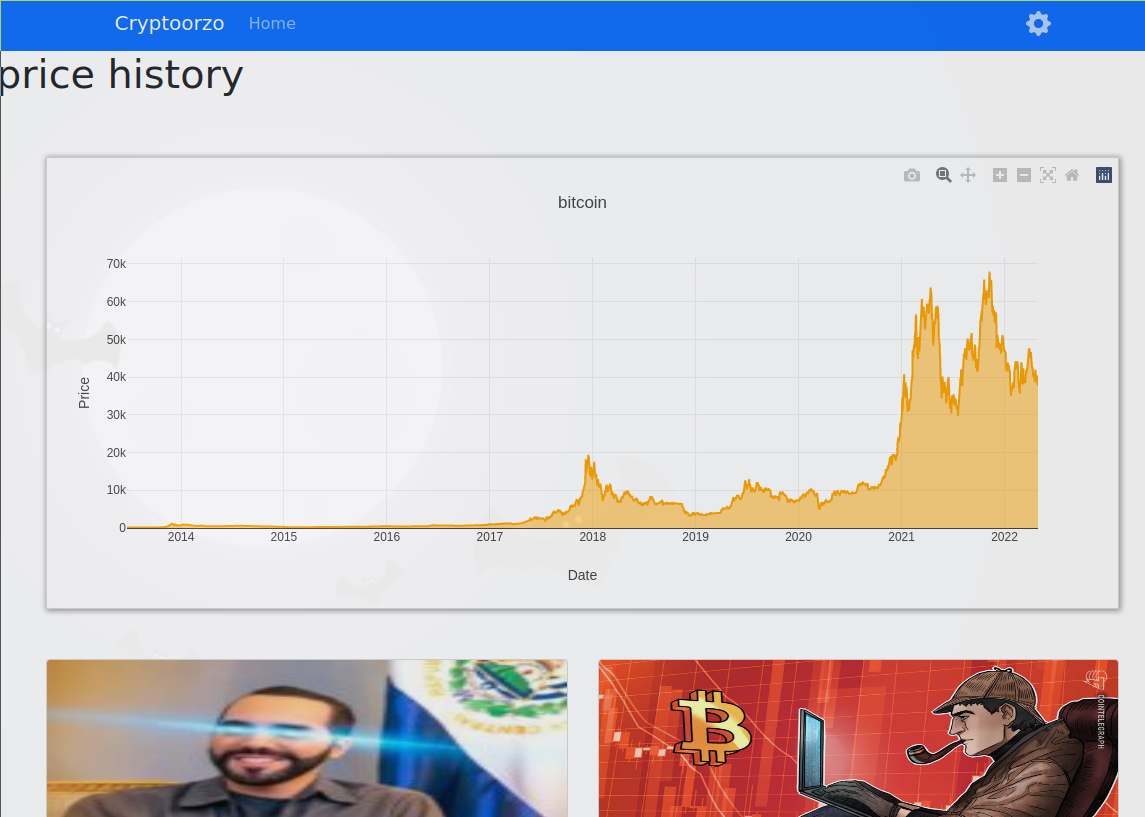 Cryptoorzo Home
price history
bitcoin
70k
60k
50k
40k
30k
20k
10k
0
Price
2014 2015 2016 2017 2018 2019 2020 2021 2022
Date
COINTELEGRAPH